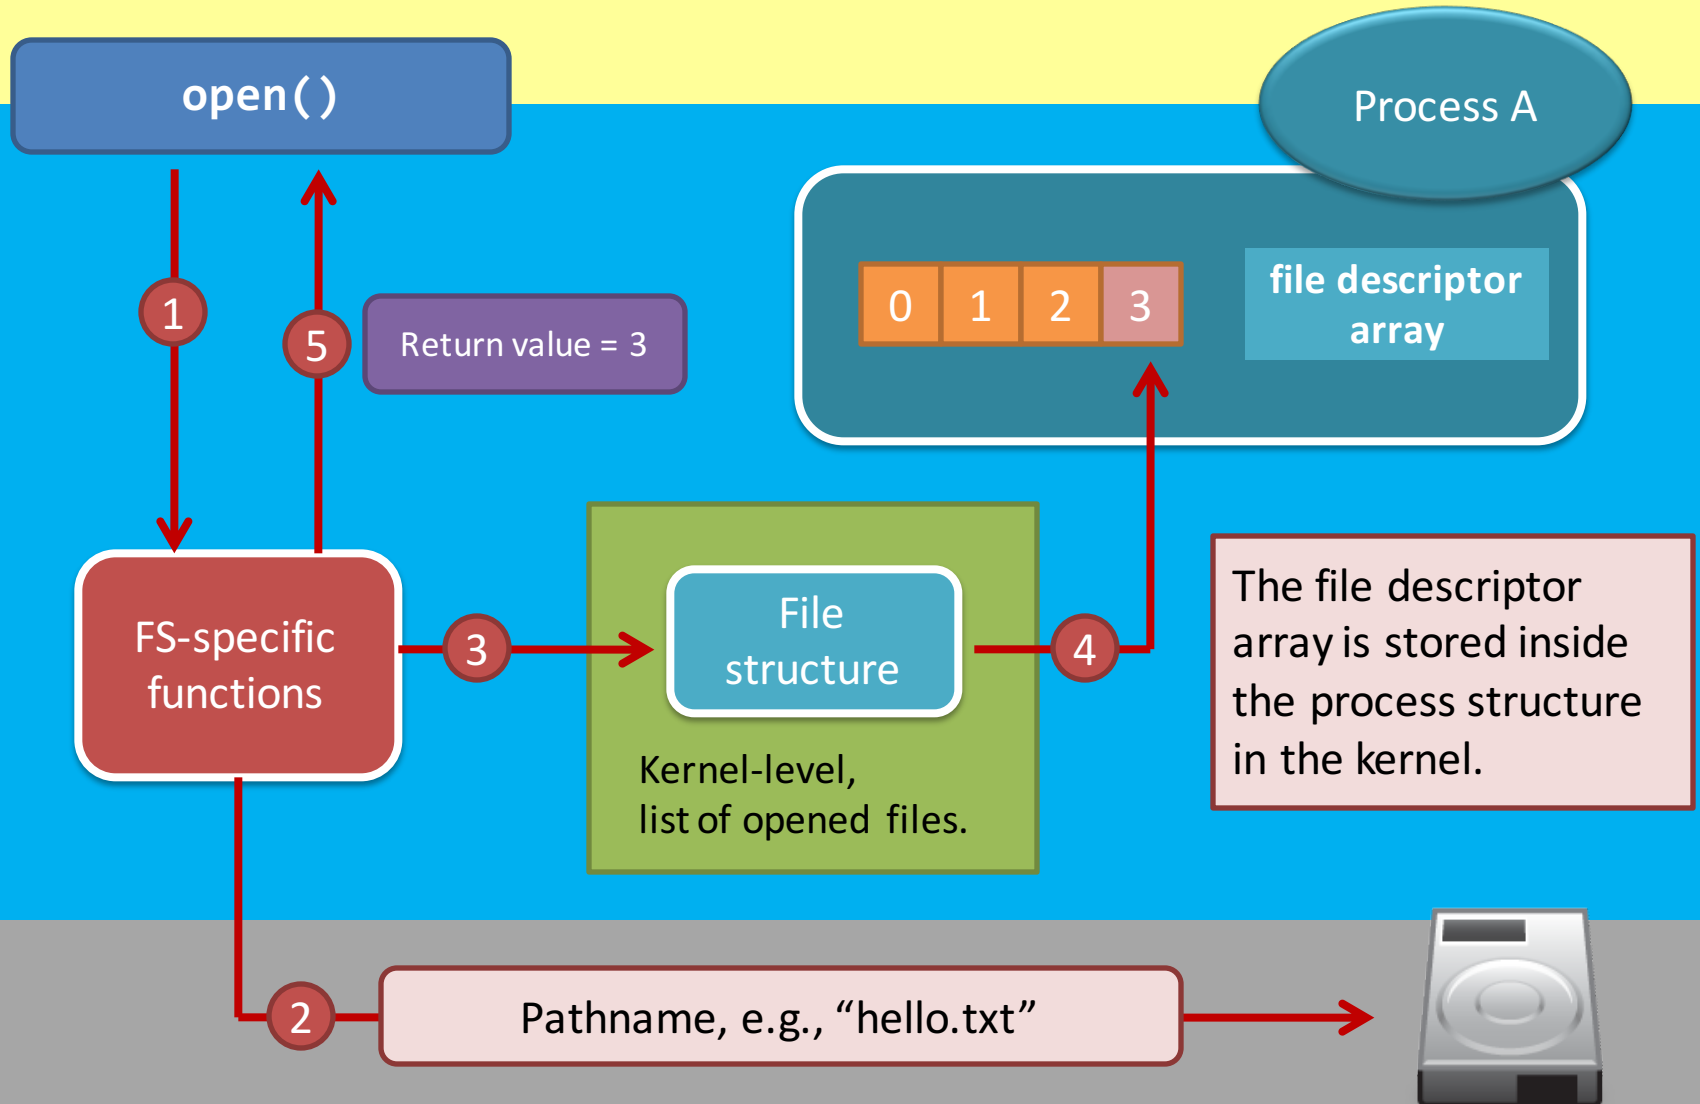 open()
Process A
0 1 2 3
file descriptor
array
1
5
Return value = 3
FS-specific
functions
3
File
structure
4
Kernel-level,
list of opened files.
The file descriptor
array is stored inside
the process structure
in the kernel.
2
Pathname, e.g., “hello.txt”